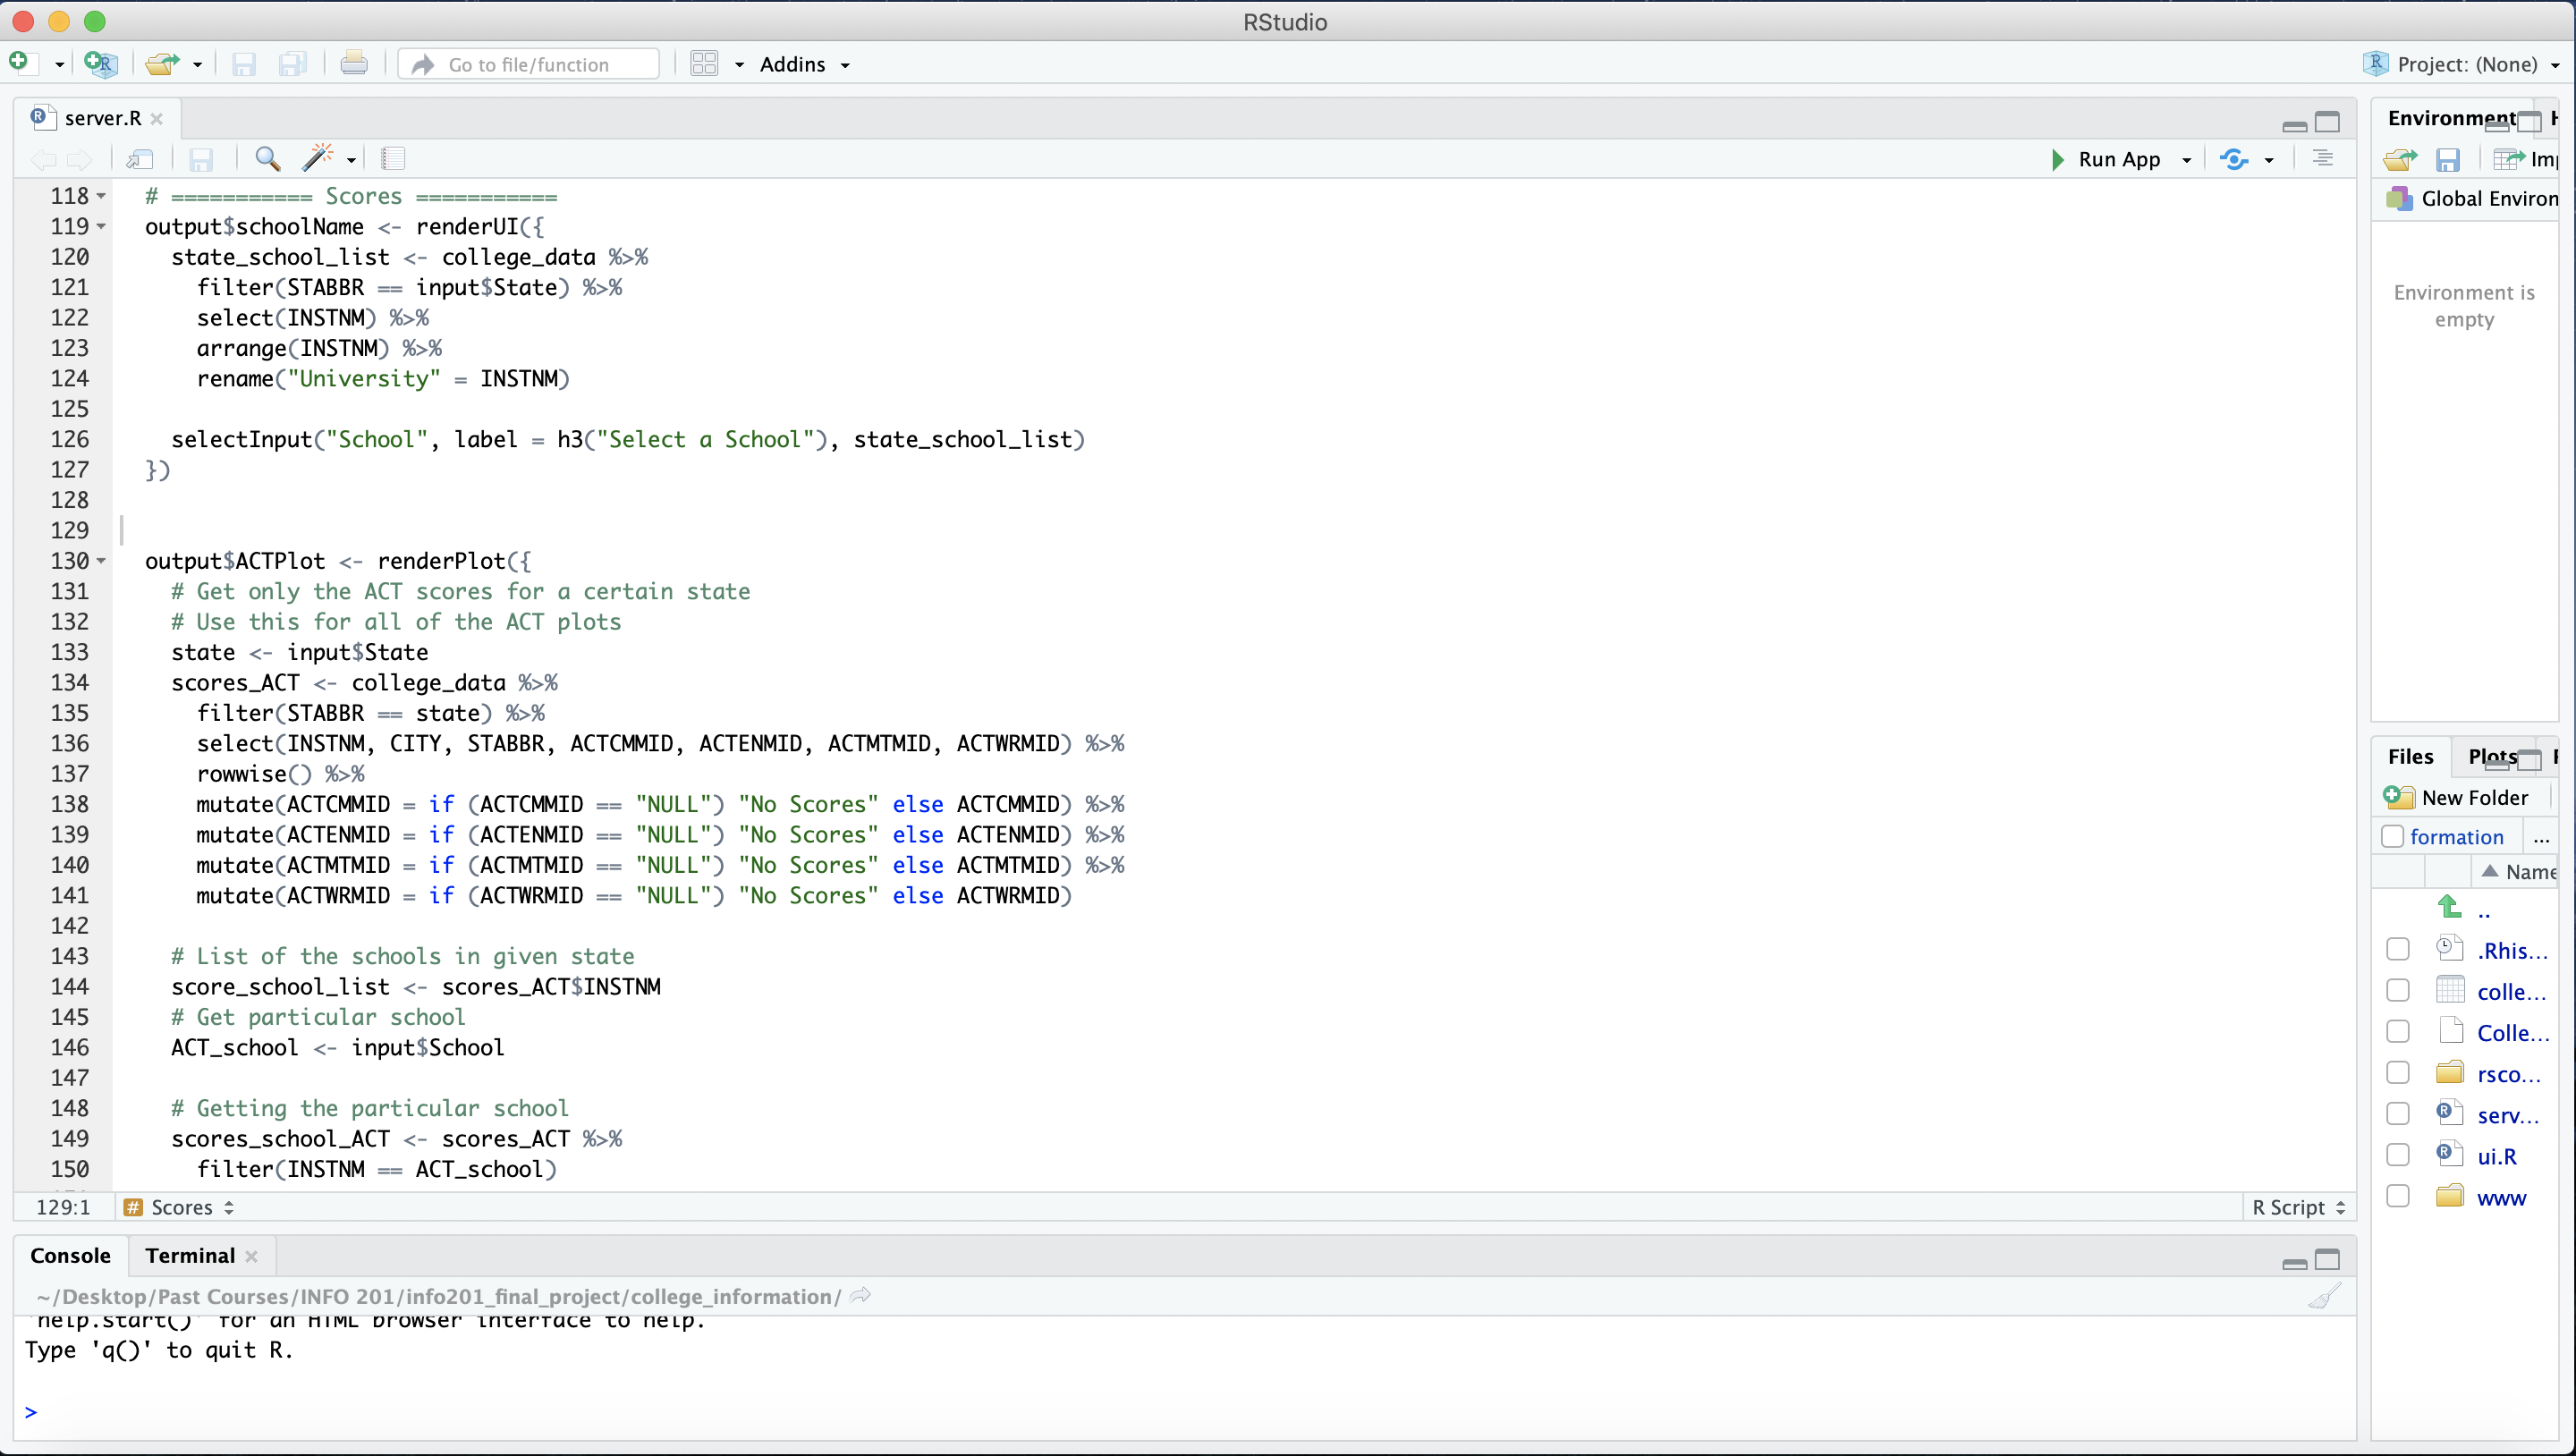 RStudio
Go to file/function
Addins
Project: (None)
server.R
Run App
118 # =========== Scores ===========
119 output$schoolName <- renderUI({
120 state_school_list <- college_data %>%
121 filter(STABBR == input$State) %>%
122 select(INSTNM) %>%
123 arrange(INSTNM) %>%
124 rename("University" = INSTNM)
125
126 selectInput("School", label = h3("Select a School"), state_school_list)
127 })
128
129
130 output$ACTPlot <- renderPlot({
131 # Get only the ACT scores for a certain state
132 # Use this for all of the ACT plots
133 state <- input$State
134 scores_ACT <- college_data %>%
135 filter(STABBR == state) %>%
136 select(INSTNM, CITY, STABBR, ACTCMMID, ACTENMID, ACTMTMID, ACTWRMID) %>%
137 rowwise() %>%
138 mutate(ACTCMMID = if (ACTCMMID == "NULL") "No Scores" else ACTCMMID) %>%
139 mutate(ACTENMID = if (ACTENMID == "NULL") "No Scores" else ACTENMID) %>%
140 mutate(ACTMTMID = if (ACTMTMID == "NULL") "No Scores" else ACTMTMID) %>%
141 mutate(ACTWRMID = if (ACTWRMID == "NULL") "No Scores" else ACTWRMID)
142
143 # List of the schools in given state
144 score_school_list <- scores_ACT$INSTNM
145 # Get particular school
146 ACT_school <- input$School
147
148 # Getting the particular school
149 scores_school_ACT <- scores_ACT %>%
150 filter(INSTNM == ACT_school)
129:1 # Scores
R Script
Console Terminal
~/Desktop/Past Courses/INFO 201/info201_final_project/college_information/
'help.start()' for an HTML browser interface to help.
Type 'q()' to quit R.
>
Environment H
Imp
Global Environ
Environment is
empty
Files Plots
New Folder
formation ...
Name
..
.Rhis...
colle...
Colle...
rsco...
serv...
ui.R
www